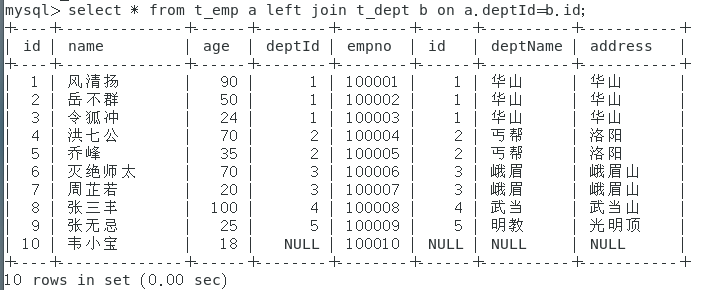 mysql> select * from t_emp a left join t_dept b on a.deptId=b.id;
+----+--------------+------+--------+--------+------+----------+-----------+
| id | name | age | deptId | empno | id | deptName | address |
+----+--------------+------+--------+--------+------+----------+-----------+
| 1 | 风清扬 | 90 | 1 | 100001 | 1 | 华山 | 华山 |
| 2 | 岳不群 | 50 | 1 | 100002 | 1 | 华山 | 华山 |
| 3 | 令狐冲 | 24 | 1 | 100003 | 1 | 华山 | 华山 |
| 4 | 洪七公 | 70 | 2 | 100004 | 2 | 丐帮 | 洛阳 |
| 5 | 乔峰 | 35 | 2 | 100005 | 2 | 丐帮 | 洛阳 |
| 6 | 灭绝师太 | 70 | 3 | 100006 | 3 | 峨眉 | 峨眉山 |
| 7 | 周芷若 | 20 | 3 | 100007 | 3 | 峨眉 | 峨眉山 |
| 8 | 张三丰 | 100 | 4 | 100008 | 4 | 武当 | 武当山 |
| 9 | 张无忌 | 25 | 5 | 100009 | 5 | 明教 | 光明顶 |
| 10 | 韦小宝 | 18 | NULL | 100010 | NULL | NULL | NULL |
+----+--------------+------+--------+--------+------+----------+-----------+
10 rows in set (0.00 sec)